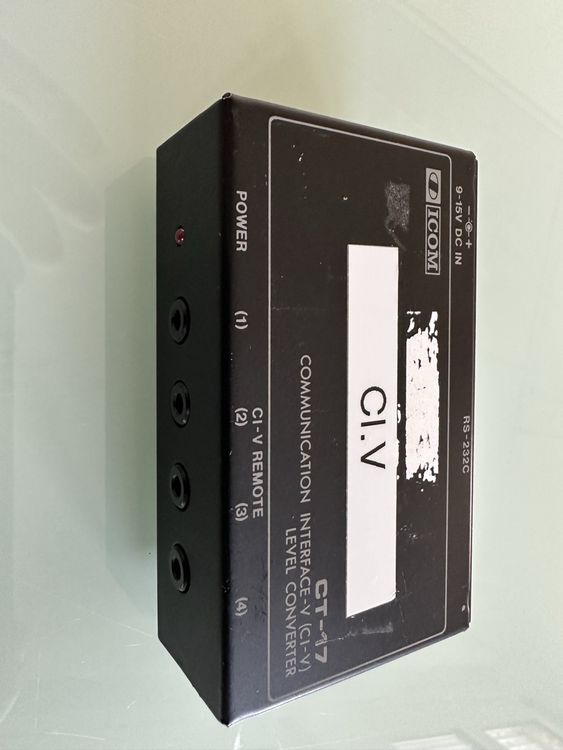 9-15V DC IN
RS-232C
ICOM
CI.V
CT-17
COMMUNICATION INTERFACE-V (CI-V)
LEVEL CONVERTER
POWER
CI-V REMOTE
(1)
(2)
(3)
(4)